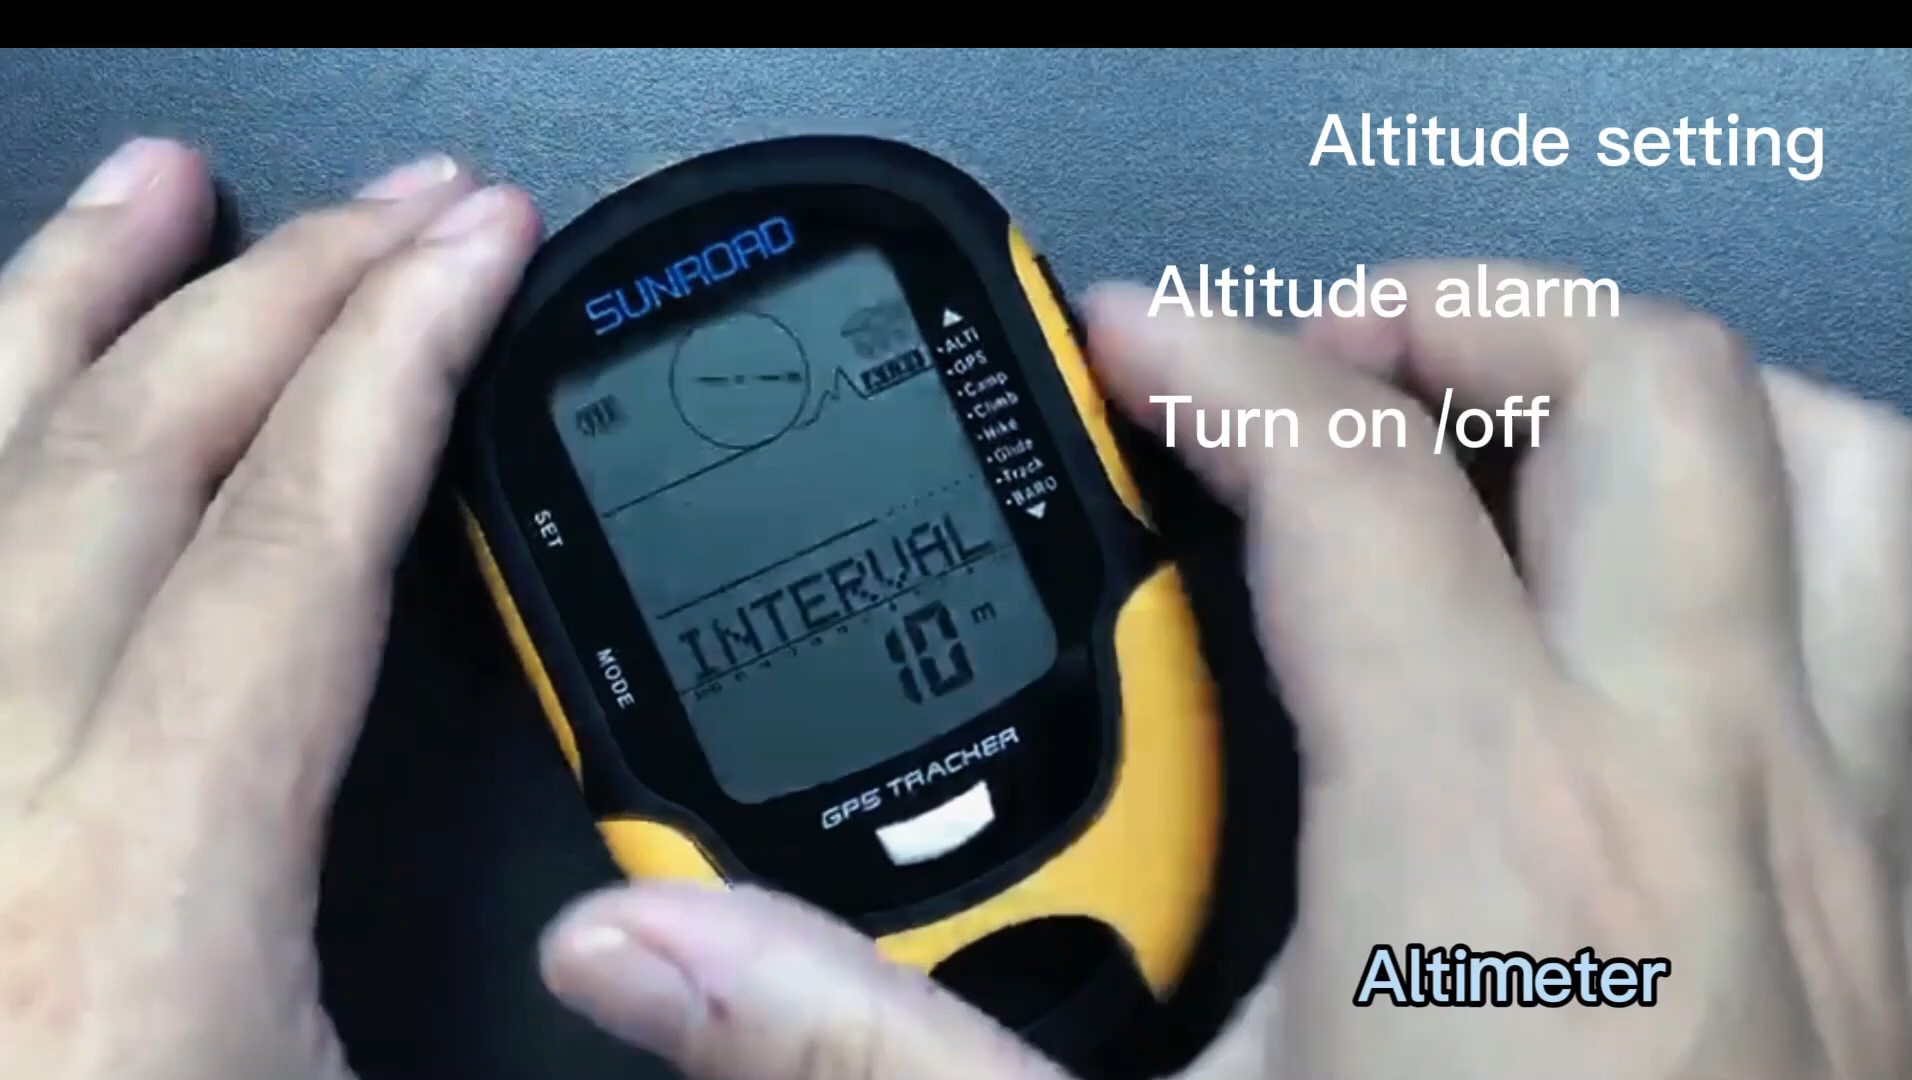 Altitude setting
Altitude alarm
Turn on /off
SUNROAD
ALTI
GPS
Camp
Climb
Hike
Glide
Track
BARO
SET
MODE
INTERVAL
10 m
GPS TRACKER
Altimeter